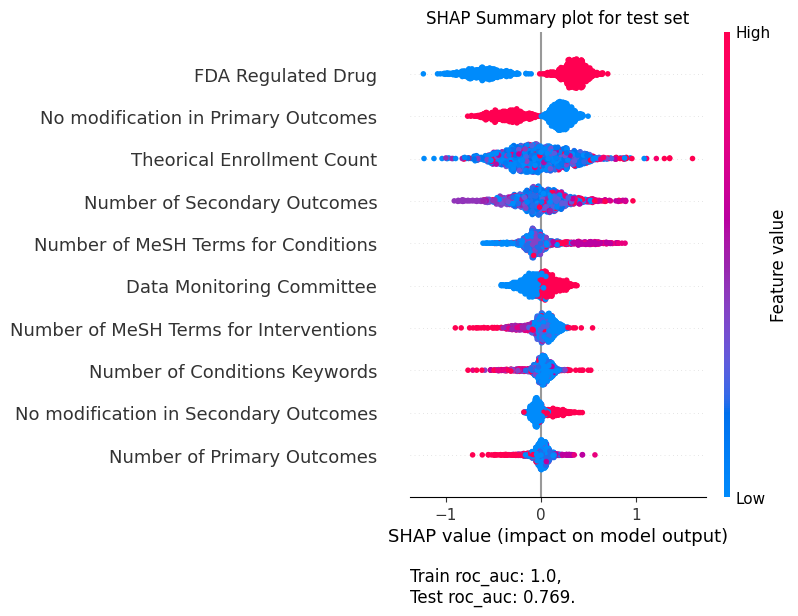 SHAP Summary plot for test set
High
FDA Regulated Drug
No modification in Primary Outcomes
Theorical Enrollment Count
Number of Secondary Outcomes
Number of MeSH Terms for Conditions
Data Monitoring Committee
Number of MeSH Terms for Interventions
Number of Conditions Keywords
No modification in Secondary Outcomes
Number of Primary Outcomes
Feature value
Low
−1 0 1
SHAP value (impact on model output)
Train roc_auc: 1.0,
Test roc_auc: 0.769.